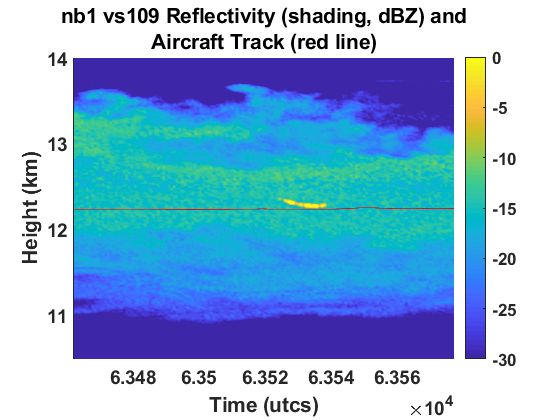 nb1 vs109 Reflectivity (shading, dBZ) and
Aircraft Track (red line)
14
13
12
11
Height (km)
6.348 6.35 6.352 6.354 6.356
×10⁴
Time (utcs)
0
-5
-10
-15
-20
-25
-30